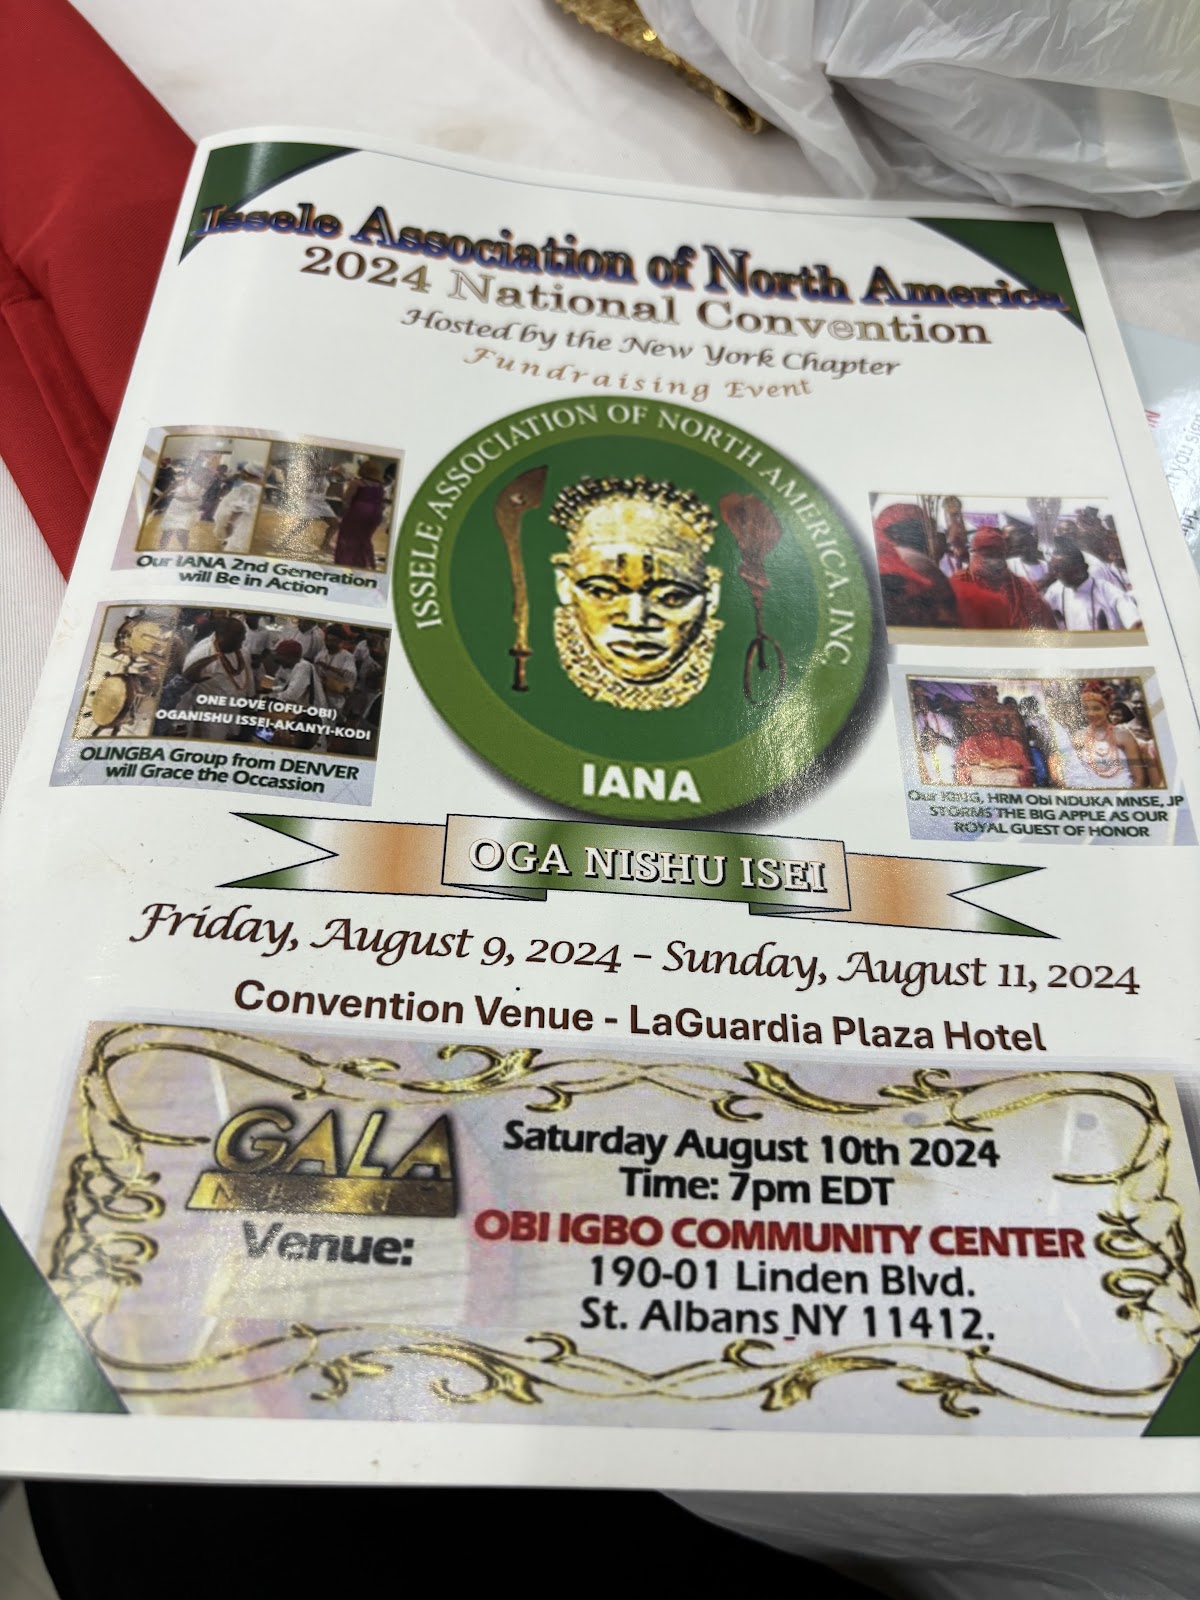 Issele Association of North America
2024 National Convention
Hosted by the New York Chapter
Fundraising Event
ISSELE ASSOCIATION OF NORTH AMERICA, INC
IANA
Our IANA 2nd Generation
will Be in Action
ONE LOVE (OFU-OBI)
OGANISHU ISSEI-AKANYI-KODI
OLINGBA Group from DENVER
will Grace the Occassion
Our KING, HRM Obi NDUKA MNSE, JP
STORMS THE BIG APPLE AS OUR
ROYAL GUEST OF HONOR
OGA NISHU ISEI
Friday, August 9, 2024 – Sunday, August 11, 2024
Convention Venue - LaGuardia Plaza Hotel
GALA
Venue:
Saturday August 10th 2024
Time: 7pm EDT
OBI IGBO COMMUNITY CENTER
190-01 Linden Blvd.
St. Albans NY 11412.